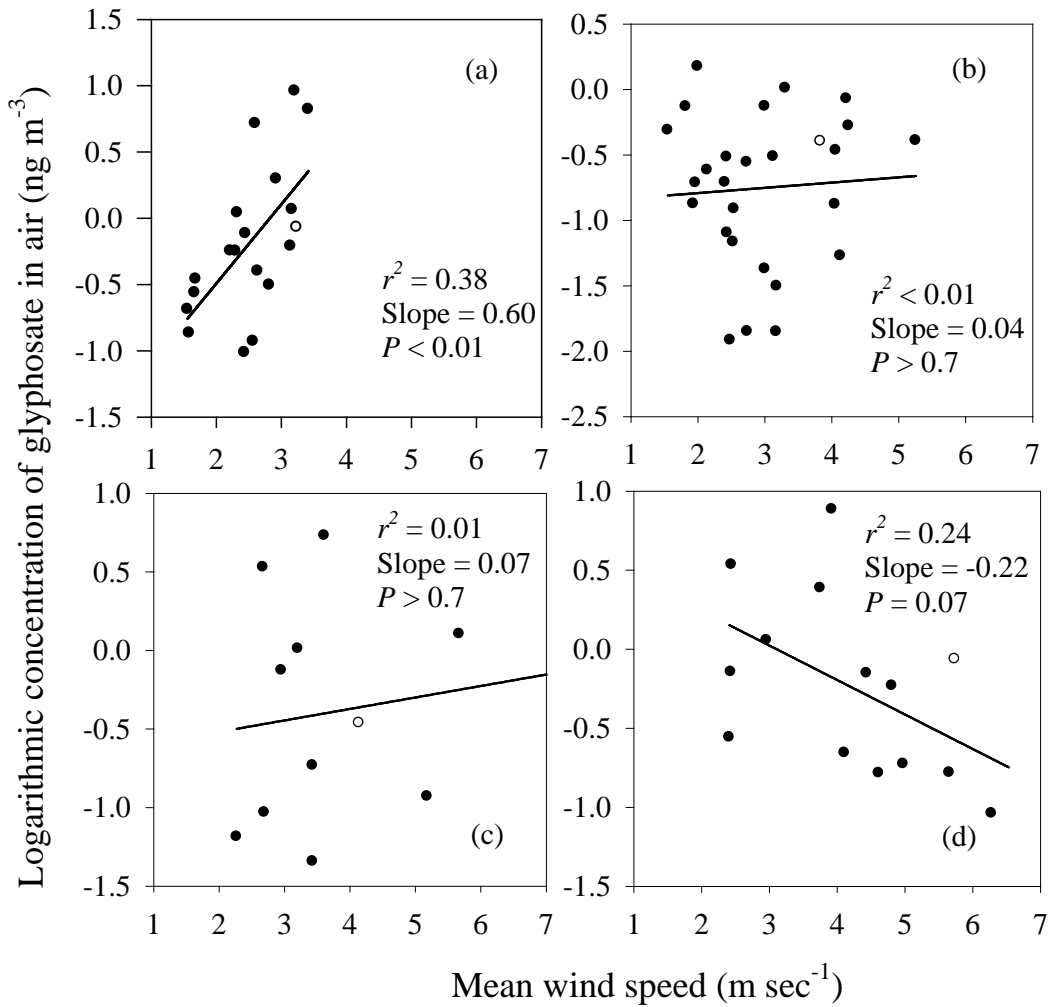 Logarithmic concentration of glyphosate in air (ng m⁻³)
1.5
1.0
0.5
0.0
-0.5
-1.0
-1.5
(a)
r² = 0.38
Slope = 0.60
P < 0.01
1 2 3 4 5 6 7
0.5
0.0
-0.5
-1.0
-1.5
-2.0
-2.5
(b)
r² < 0.01
Slope = 0.04
P > 0.7
1 2 3 4 5 6 7
1.0
0.5
0.0
-0.5
-1.0
-1.5
r² = 0.01
Slope = 0.07
P > 0.7
(c)
1 2 3 4 5 6 7
1.0
0.5
0.0
-0.5
-1.0
-1.5
r² = 0.24
Slope = -0.22
P = 0.07
(d)
1 2 3 4 5 6 7
Mean wind speed (m sec⁻¹)